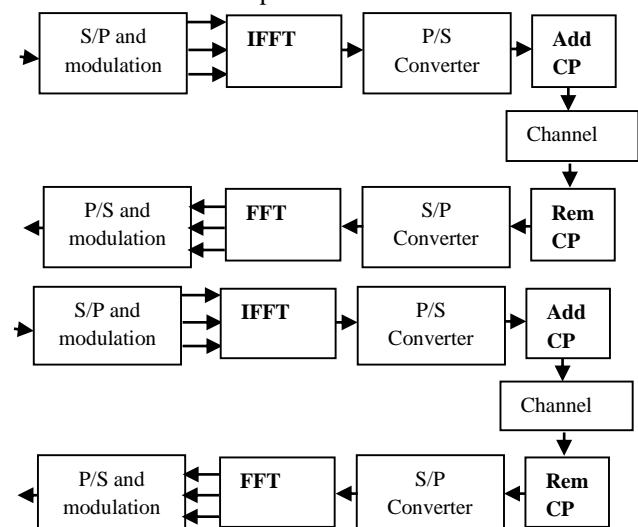 S/P and modulation
IFFT
P/S Converter
Add CP
Channel
P/S and modulation
FFT
S/P Converter
Rem CP
S/P and modulation
IFFT
P/S Converter
Add CP
Channel
P/S and modulation
FFT
S/P Converter
Rem CP